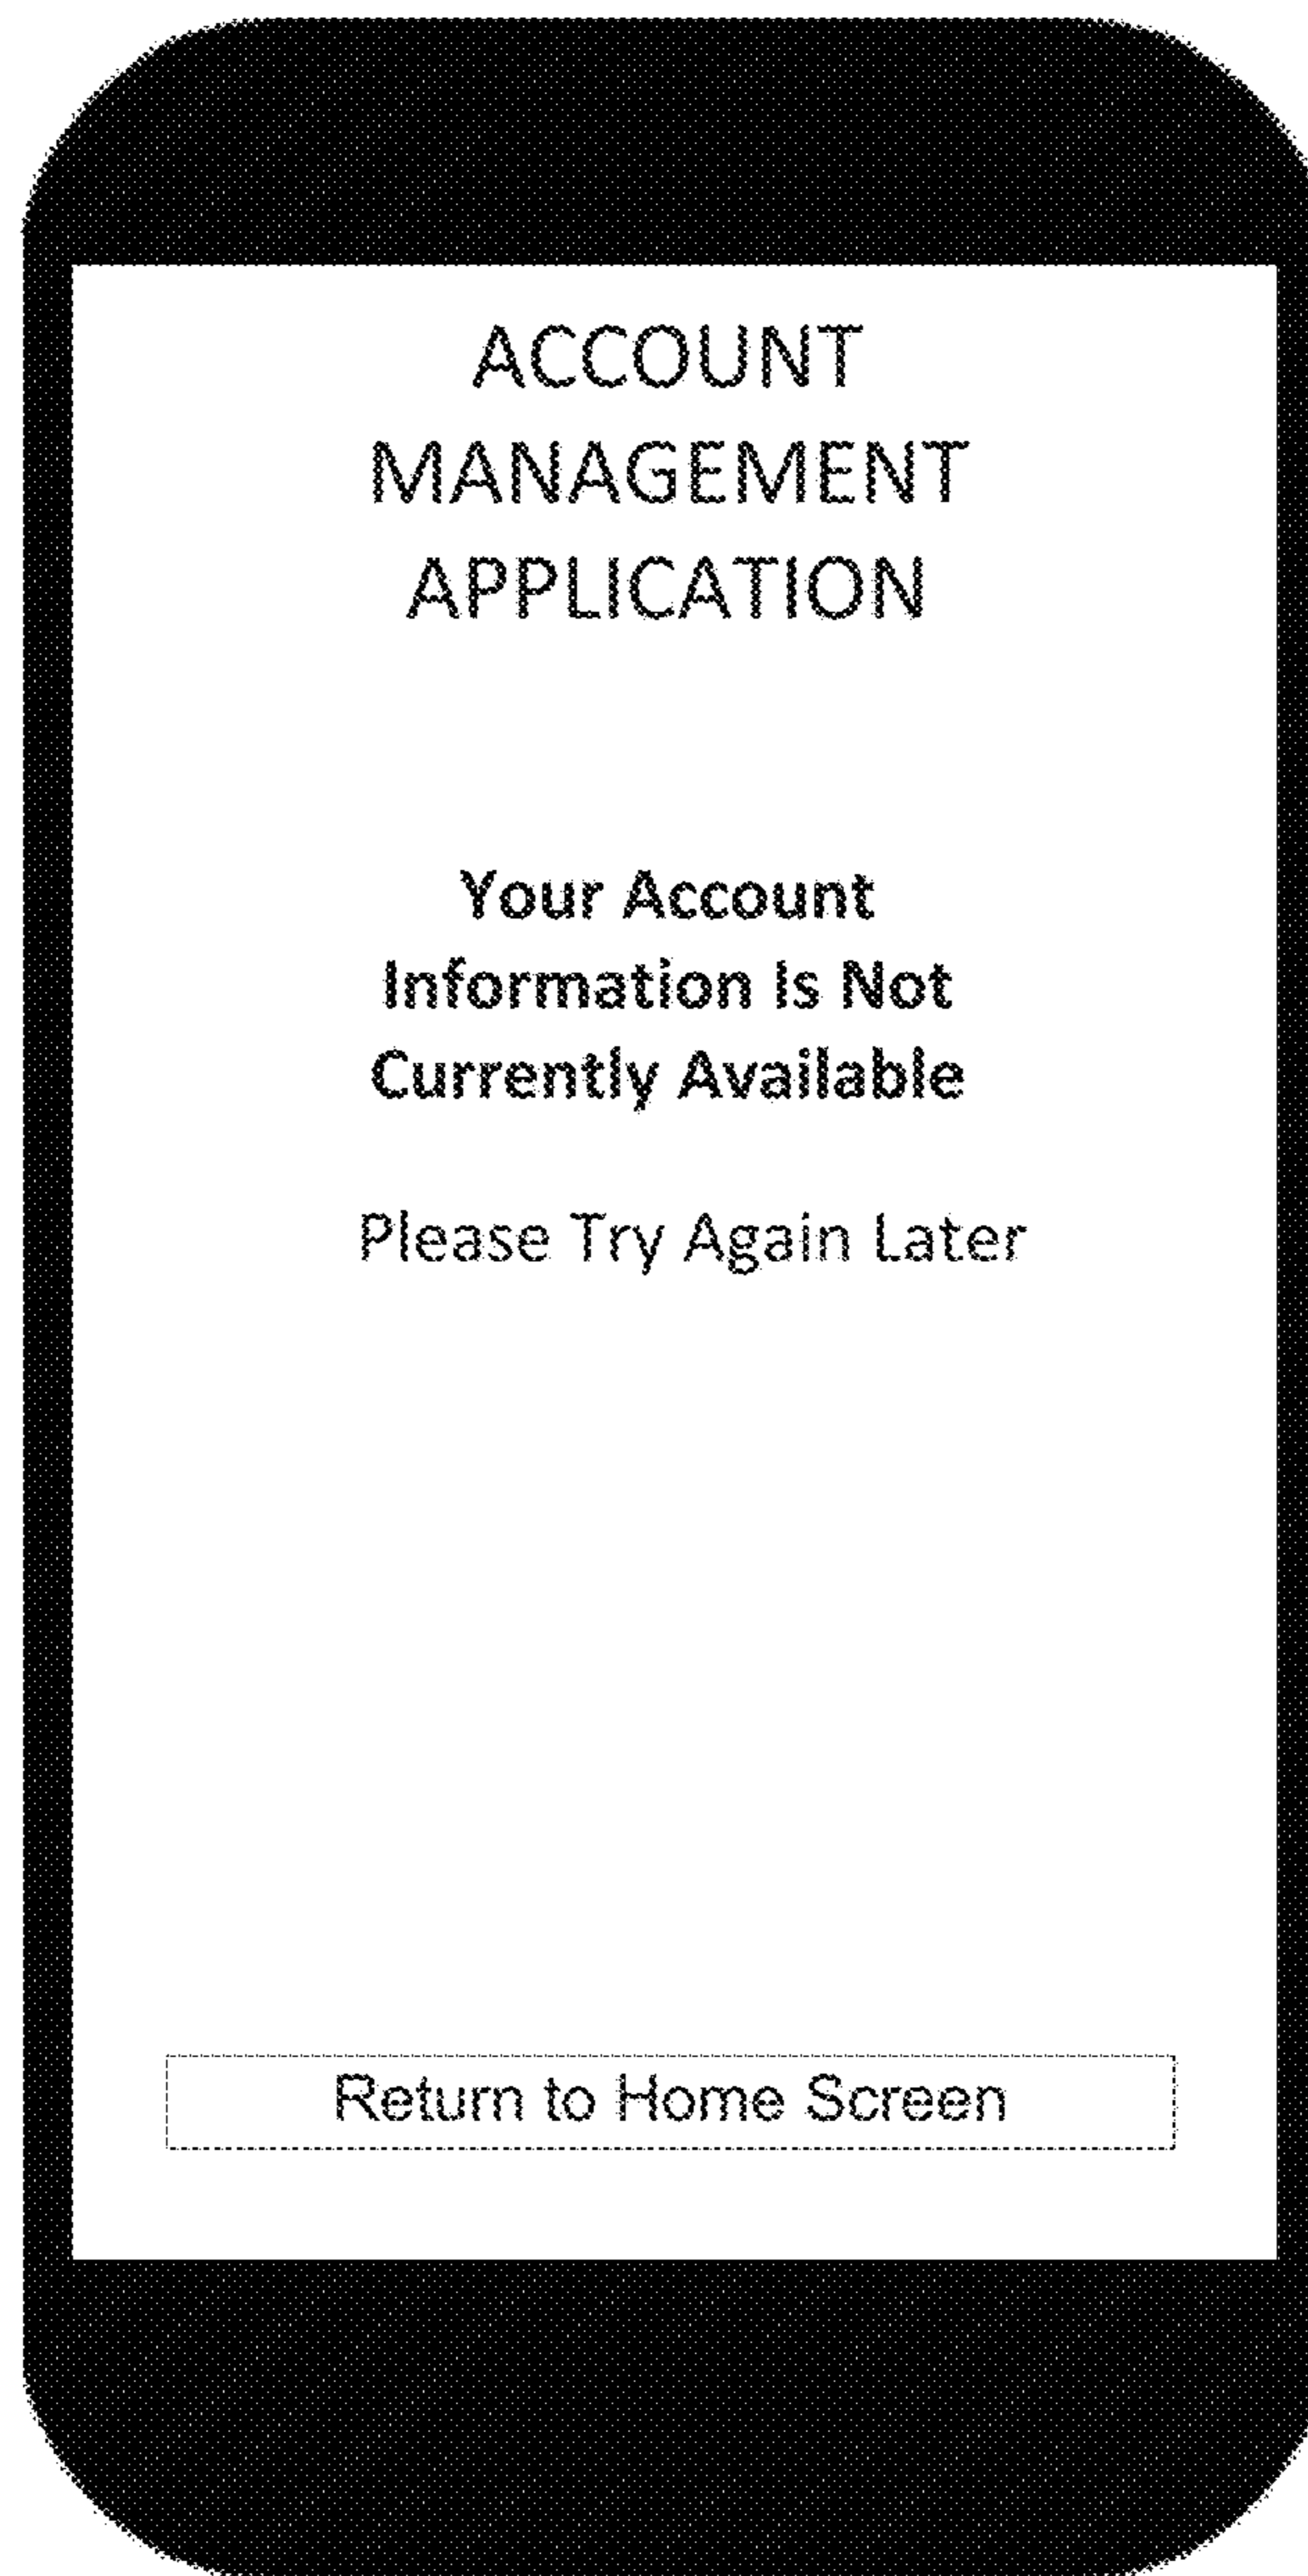 ACCOUNT
MANAGEMENT
APPLICATION
Your Account
Information Is Not
Currently Available
Please Try Again Later
Return to Home Screen